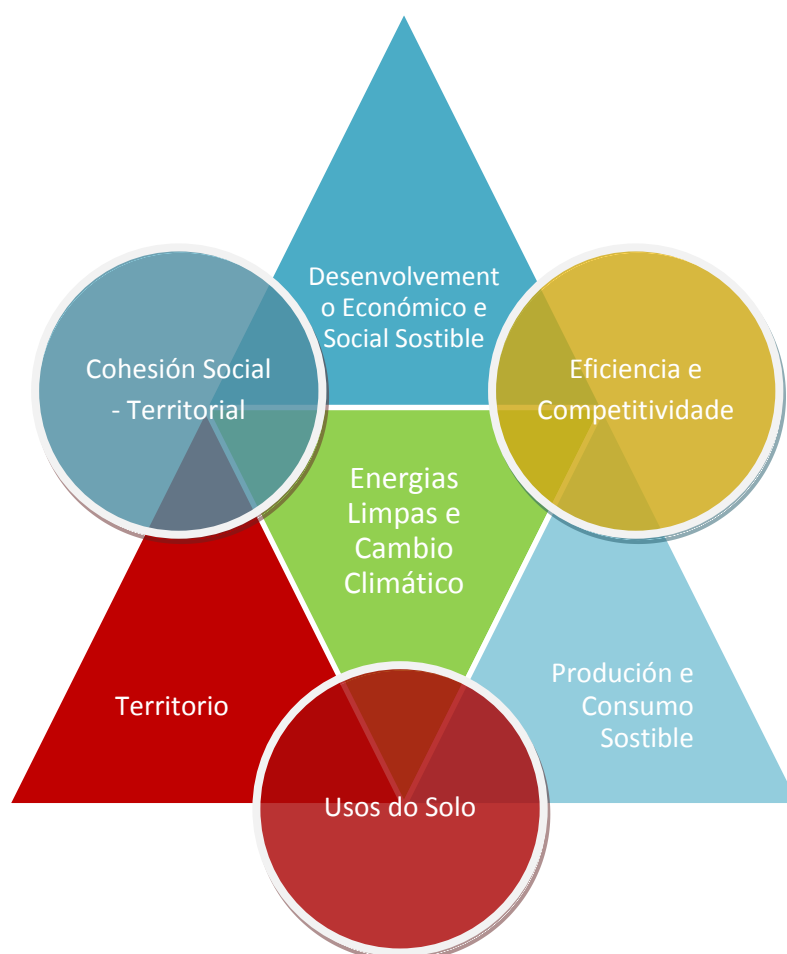 Desenvolvement
o Económico e
Social Sostible
Cohesión Social
- Territorial
Eficiencia e
Competitividade
Energias
Limpas e
Cambio
Climático
Territorio
Produción e
Consumo
Sostible
Usos do Solo